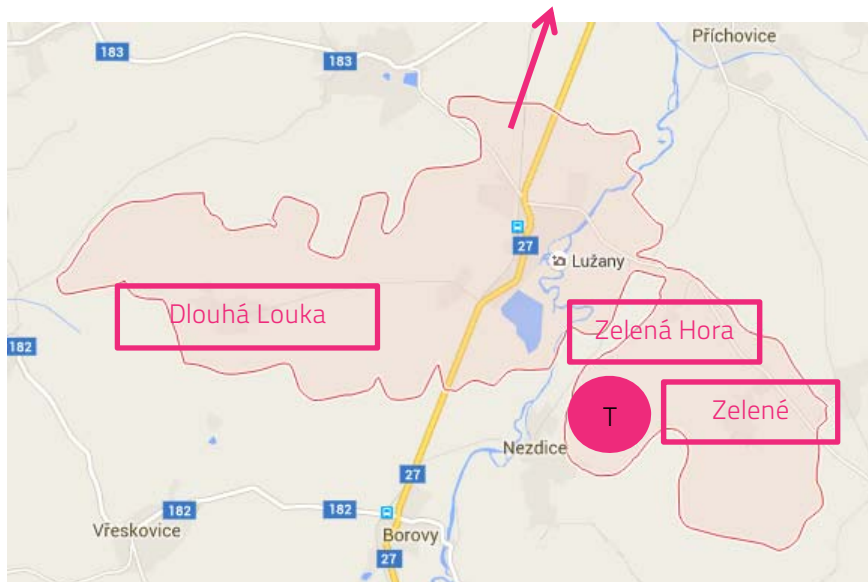 Příchovice
183
183
27
Lužany
Dlouhá Louka
Zelená Hora
182
T
Zelené
Nezdice
27
182
182
Vřeskovice
Borovy
27